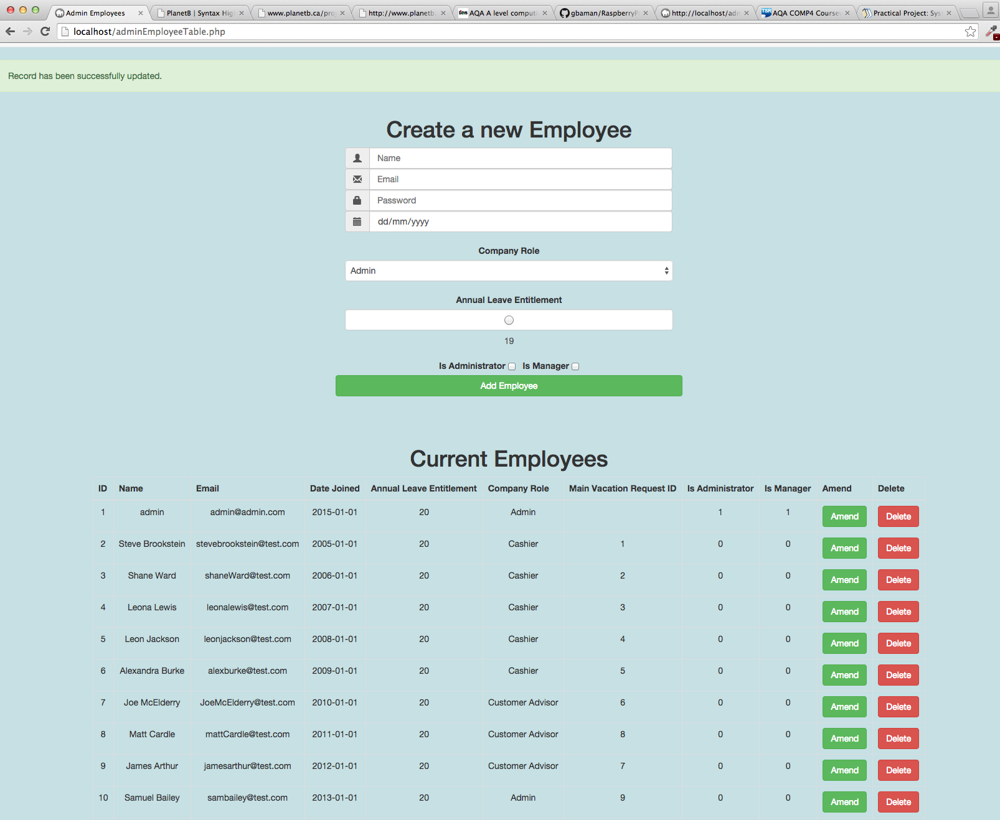 Admin Employees
PlanetB | Syntax Hig
www.planetb.ca/pro
http://www.planetb.
tes AQA A level comput
gbaman/RaspberryP
http://localhost/adm
TSR AQA COMP4 Coursew
Practical Project: Sys
localhost/adminEmployeeTable.php
Record has been successfully updated.
Create a new Employee
Name
Email
Password
dd/mm/yyyy
Company Role
Admin
Annual Leave Entitlement
19
Is Administrator Is Manager
Add Employee
Current Employees
ID Name Email Date Joined Annual Leave Entitlement Company Role Main Vacation Request ID Is Administrator Is Manager Amend Delete
1 admin admin@admin.com 2015-01-01 20 Admin 1 1 Amend Delete
2 Steve Brookstein stevebrookstein@test.com 2005-01-01 20 Cashier 1 0 0 Amend Delete
3 Shane Ward shaneWard@test.com 2006-01-01 20 Cashier 2 0 0 Amend Delete
4 Leona Lewis leonalewis@test.com 2007-01-01 20 Cashier 3 0 0 Amend Delete
5 Leon Jackson leonjackson@test.com 2008-01-01 20 Cashier 4 0 0 Amend Delete
6 Alexandra Burke alexburke@test.com 2009-01-01 20 Cashier 5 0 0 Amend Delete
7 Joe McElderry JoeMcElderry@test.com 2010-01-01 20 Customer Advisor 6 0 0 Amend Delete
8 Matt Cardle mattCardle@test.com 2011-01-01 20 Customer Advisor 8 0 0 Amend Delete
9 James Arthur jamesarthur@test.com 2012-01-01 20 Customer Advisor 7 0 0 Amend Delete
10 Samuel Bailey sambailey@test.com 2013-01-01 20 Admin 9 0 0 Amend Delete